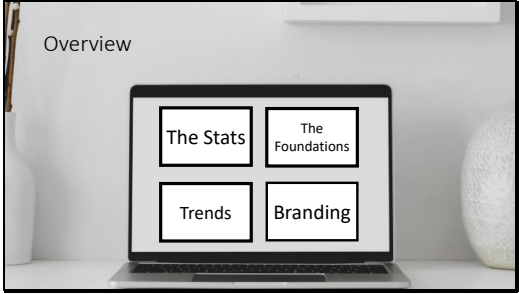 Overview
The Stats
The
Foundations
Trends
Branding